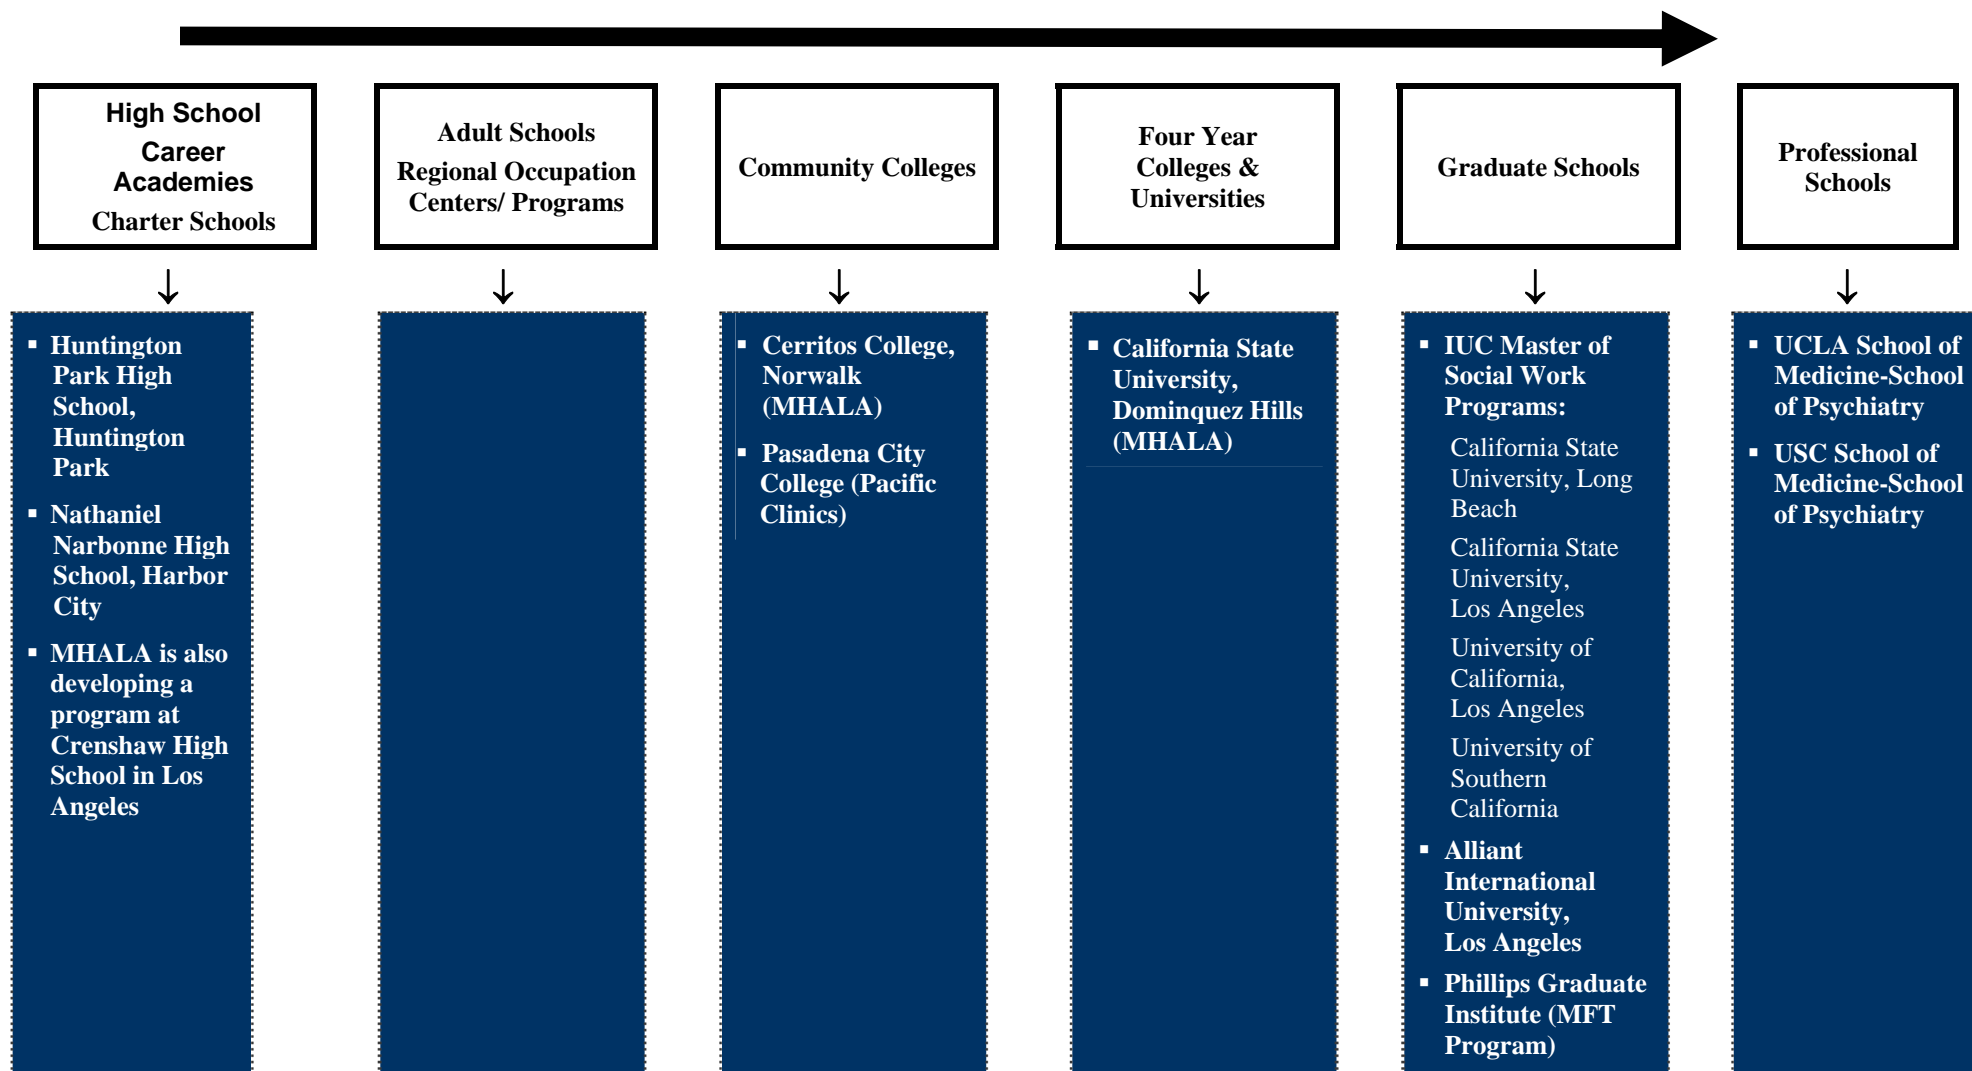 High School
Career
Academies
Charter Schools
Adult Schools
Regional Occupation
Centers/ Programs
Community Colleges
Four Year
Colleges &
Universities
Graduate Schools
Professional
Schools
▪ Huntington
Park High
School,
Huntington
Park
▪ Nathaniel
Narbonne High
School, Harbor
City
▪ MHALA is also
developing a
program at
Crenshaw High
School in Los
Angeles
▪ Cerritos College,
Norwalk
(MHALA)
▪ Pasadena City
College (Pacific
Clinics)
▪ California State
University,
Dominquez Hills
(MHALA)
▪ IUC Master of
Social Work
Programs:
California State
University, Long
Beach
California State
University,
Los Angeles
University of
California,
Los Angeles
University of
Southern
California
▪ Alliant
International
University,
Los Angeles
▪ Phillips Graduate
Institute (MFT
Program)
▪ UCLA School of
Medicine-School
of Psychiatry
▪ USC School of
Medicine-School
of Psychiatry